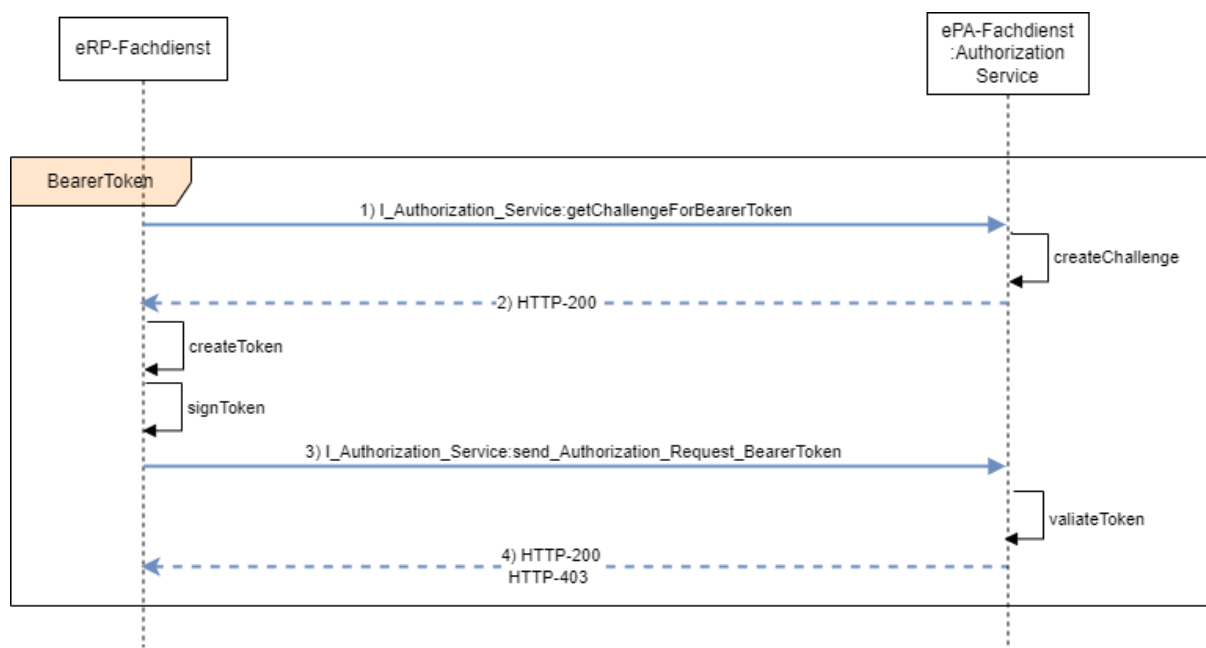 eRP-Fachdienst
ePA-Fachdienst
:Authorization
Service
BearerToken
1) I_Authorization_Service:getChallengeForBearerToken
createChallenge
2) HTTP-200
createToken
signToken
3) I_Authorization_Service:send_Authorization_Request_BearerToken
valiateToken
4) HTTP-200
HTTP-403